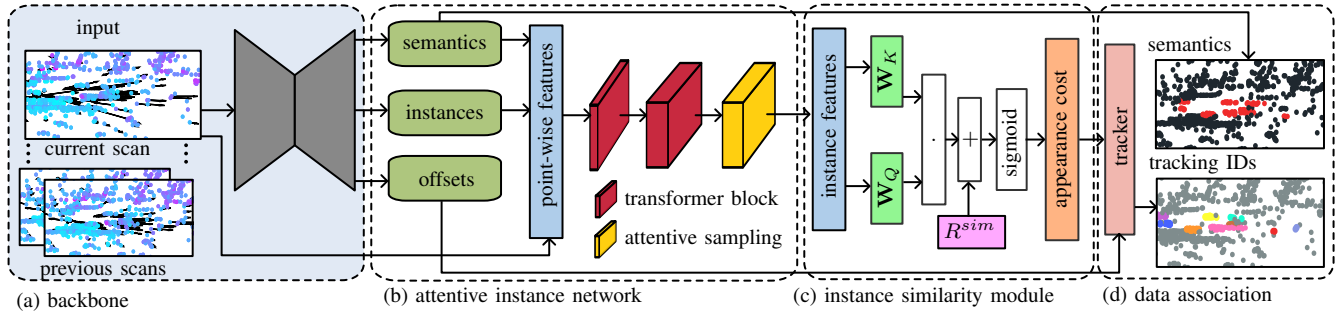 input
current scan
previous scans
(a) backbone
semantics
instances
offsets
point-wise features
transformer block
attentive sampling
(b) attentive instance network
instance features
W_K
W_Q
·
+
R^{sim}
sigmoid
appearance cost
(c) instance similarity module
tracker
semantics
tracking IDs
(d) data association